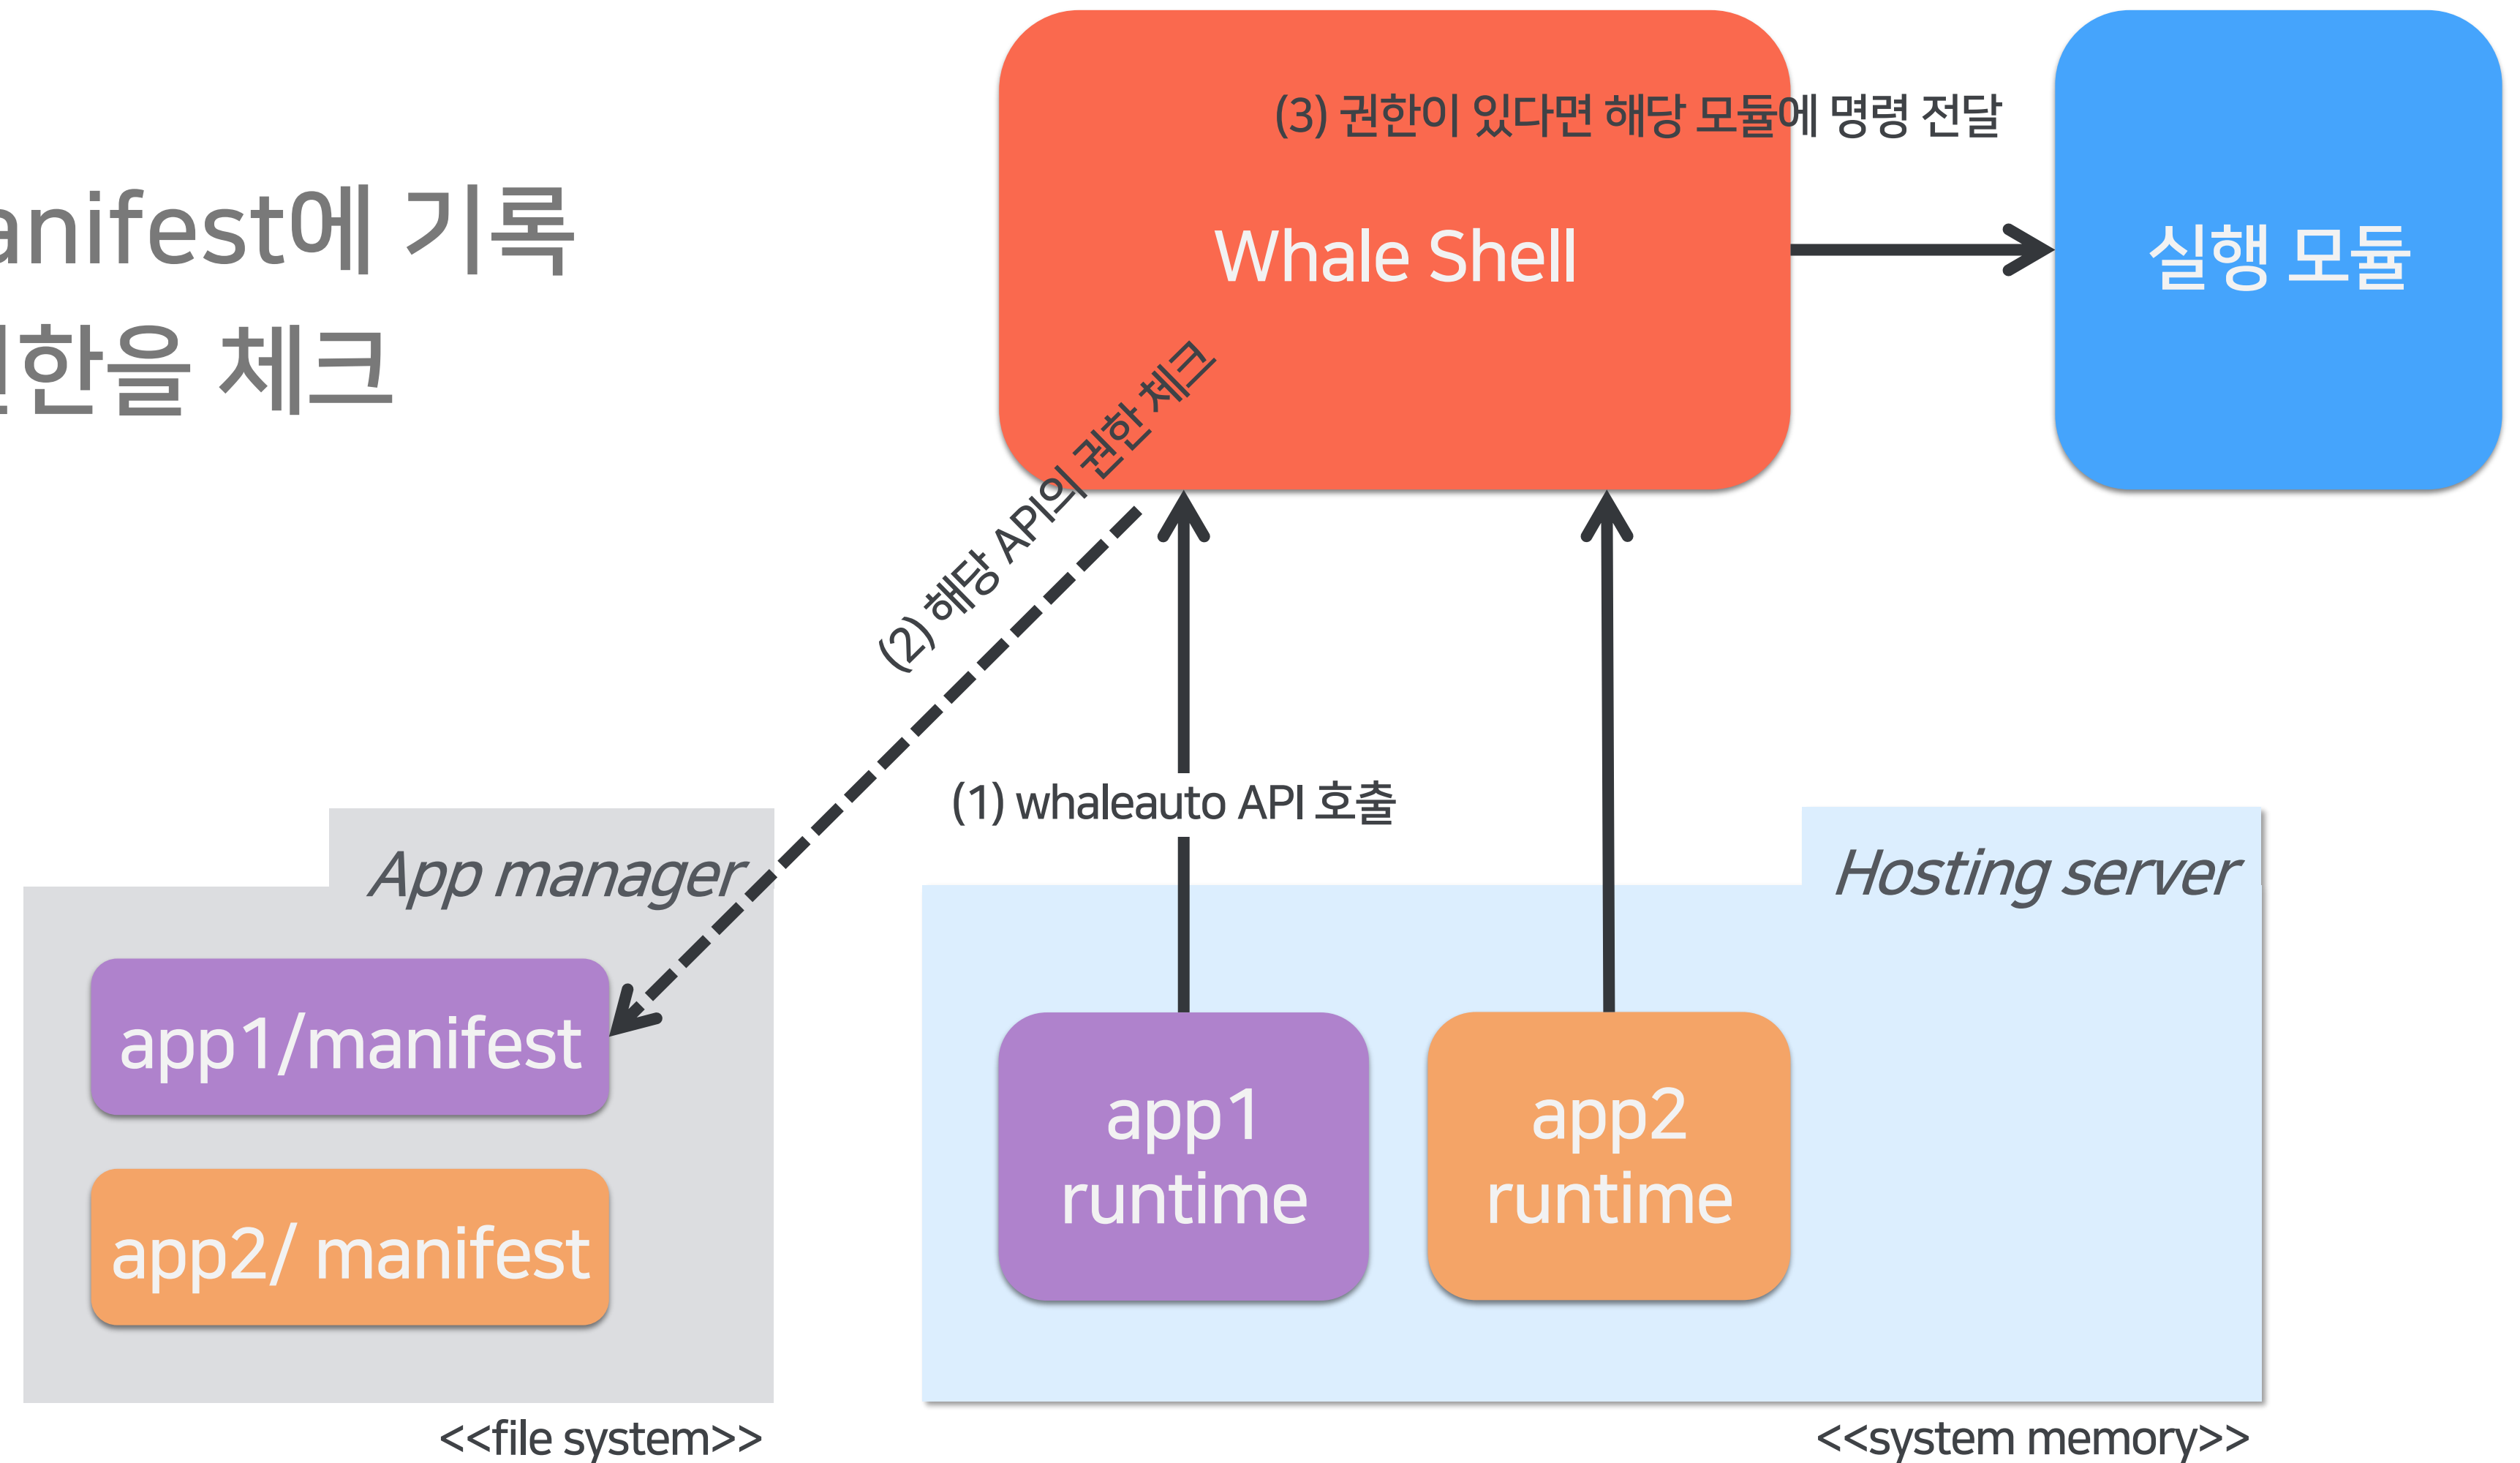 anifest에 기록
한을 체크
(3) 권한이 있다면 해당 모듈에 명령 전달
Whale Shell
실행 모듈
(2) 해당 API의 권한 체크
(1) whaleauto API 호출
App manager
app1/manifest
app2/ manifest
<<file system>>
Hosting server
app1
runtime
app2
runtime
<<system memory>>